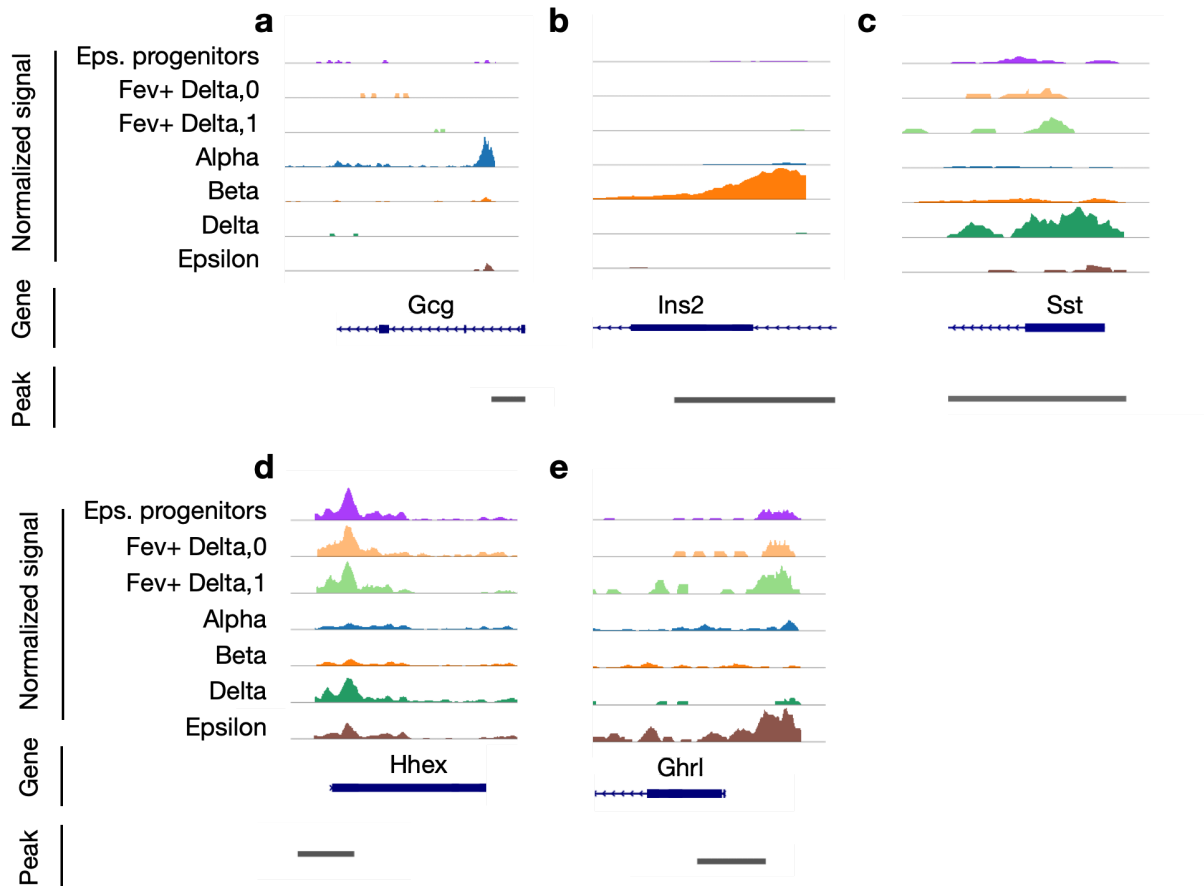 a
b
c
Normalized signal
Eps. progenitors
Fev+ Delta,0
Fev+ Delta,1
Alpha
Beta
Delta
Epsilon
Gene
Gcg
Ins2
Sst
Peak
d
e
Normalized signal
Eps. progenitors
Fev+ Delta,0
Fev+ Delta,1
Alpha
Beta
Delta
Epsilon
Gene
Hhex
Ghrl
Peak